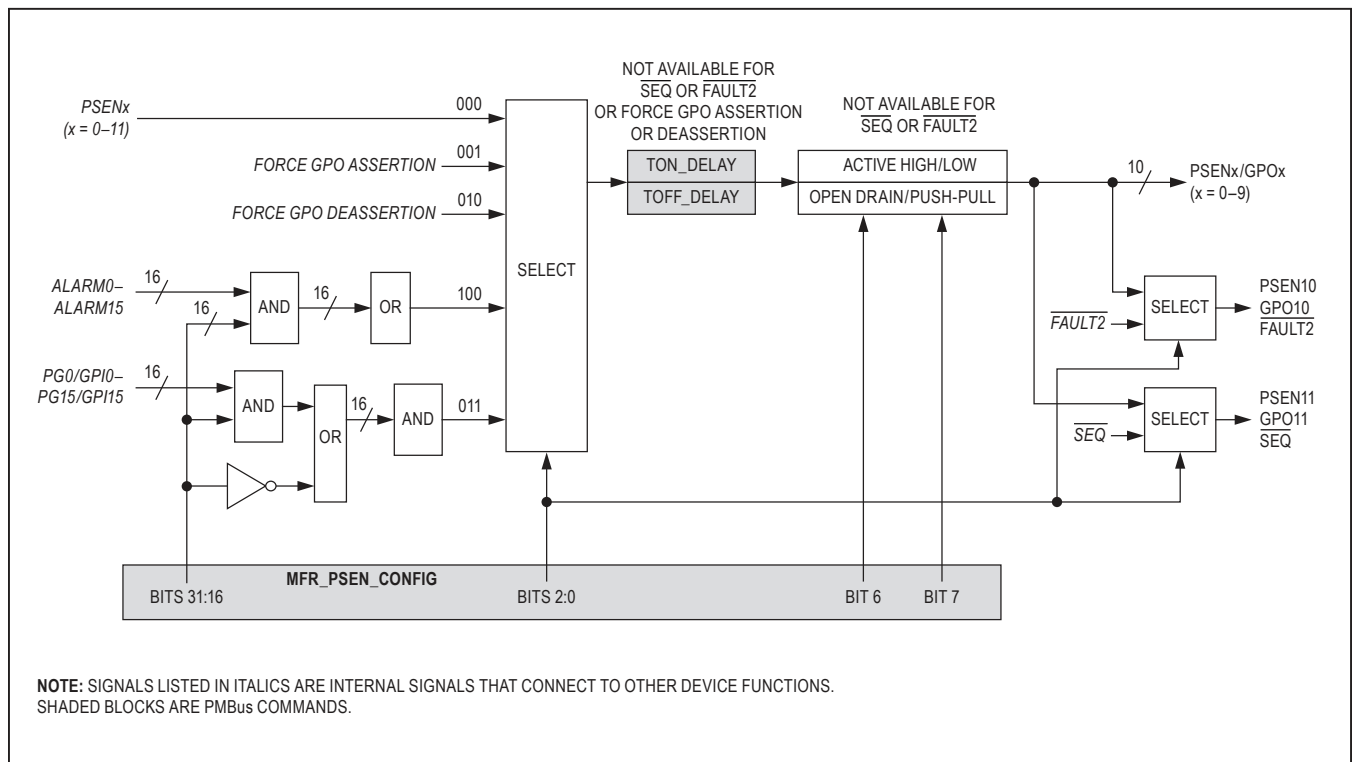 NOT AVAILABLE FOR
SEQ OR FAULT2
OR FORCE GPO ASSERTION
OR DEASSERTION
NOT AVAILABLE FOR
SEQ OR FAULT2
PSENx
(x = 0–11)
000
FORCE GPO ASSERTION
001
FORCE GPO DEASSERTION
010
SELECT
TON_DELAY
TOFF_DELAY
ACTIVE HIGH/LOW
OPEN DRAIN/PUSH-PULL
10
PSENx/GPOx
(x = 0–9)
ALARM0–
ALARM15
16
16
AND
16
OR
100
PG0/GPI0–
PG15/GPI15
16
AND
OR
16
AND
011
FAULT2
SELECT
PSEN10
GPO10
FAULT2
SEQ
SELECT
PSEN11
GPO11
SEQ
MFR_PSEN_CONFIG
BITS 31:16
BITS 2:0
BIT 6
BIT 7
NOTE: SIGNALS LISTED IN ITALICS ARE INTERNAL SIGNALS THAT CONNECT TO OTHER DEVICE FUNCTIONS.
SHADED BLOCKS ARE PMBus COMMANDS.